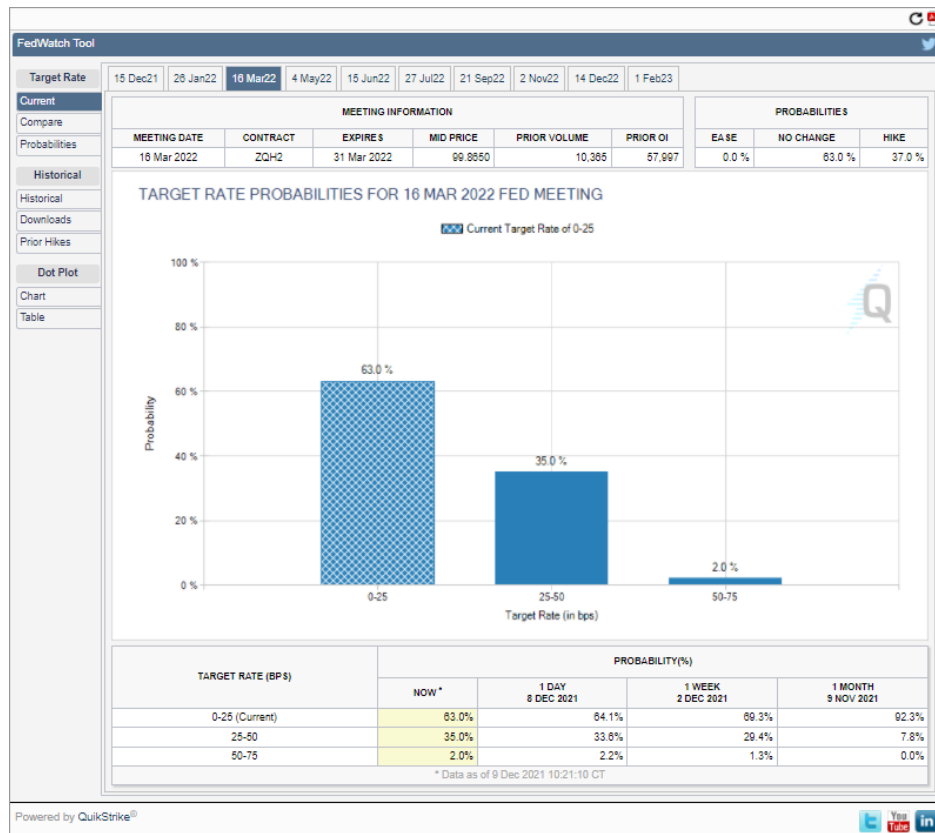 FedWatch Tool
Target Rate
Current
Compare
Probabilities
Historical
Historical
Downloads
Prior Hikes
Dot Plot
Chart
Table
15 Dec21 26 Jan22 16 Mar22 4 May22 15 Jun22 27 Jul22 21 Sep22 2 Nov22 14 Dec22 1 Feb23
MEETING INFORMATION
MEETING DATE CONTRACT EXPIRES MID PRICE PRIOR VOLUME PRIOR OI
16 Mar 2022 ZQH2 31 Mar 2022 99.8650 10,365 57,997
PROBABILITIES
EASE NO CHANGE HIKE
0.0 % 63.0 % 37.0 %
TARGET RATE PROBABILITIES FOR 16 MAR 2022 FED MEETING
Current Target Rate of 0-25
Q
Probability
100 %
80 %
60 %
40 %
20 %
0 %
63.0 %
35.0 %
2.0 %
0-25 25-50 50-75
Target Rate (in bps)
TARGET RATE (BPS) PROBABILITY(%)
NOW * 1 DAY 1 WEEK 1 MONTH
8 DEC 2021 2 DEC 2021 9 NOV 2021
0-25 (Current) 63.0% 64.1% 69.3% 92.3%
25-50 35.0% 33.6% 29.4% 7.8%
50-75 2.0% 2.2% 1.3% 0.0%
* Data as of 9 Dec 2021 10:21:10 CT
Powered by QuikStrike®
You
Tube
in